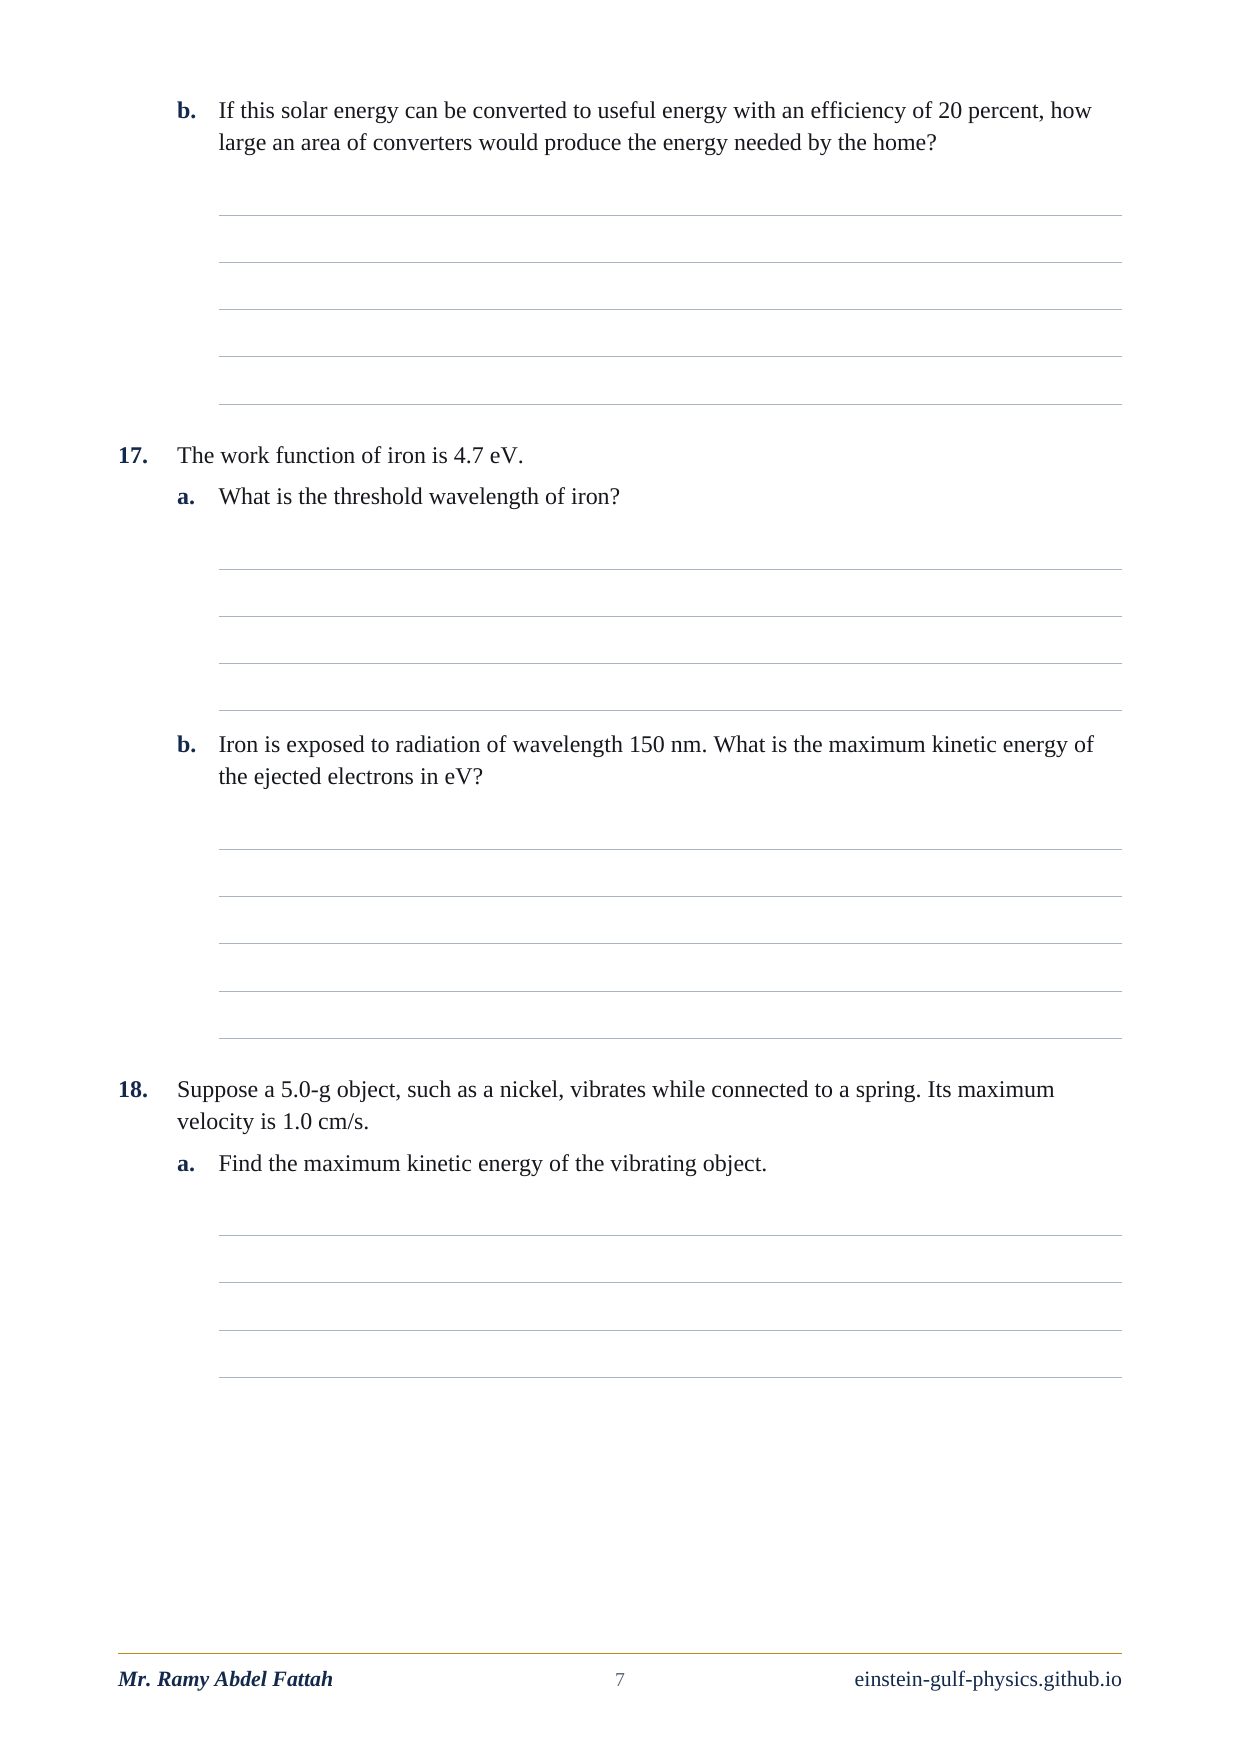 b. If this solar energy can be converted to useful energy with an efficiency of 20 percent, how
large an area of converters would produce the energy needed by the home?
17. The work function of iron is 4.7 eV.
a. What is the threshold wavelength of iron?
b. Iron is exposed to radiation of wavelength 150 nm. What is the maximum kinetic energy of
the ejected electrons in eV?
18. Suppose a 5.0-g object, such as a nickel, vibrates while connected to a spring. Its maximum
velocity is 1.0 cm/s.
a. Find the maximum kinetic energy of the vibrating object.
Mr. Ramy Abdel Fattah 7 einstein-gulf-physics.github.io